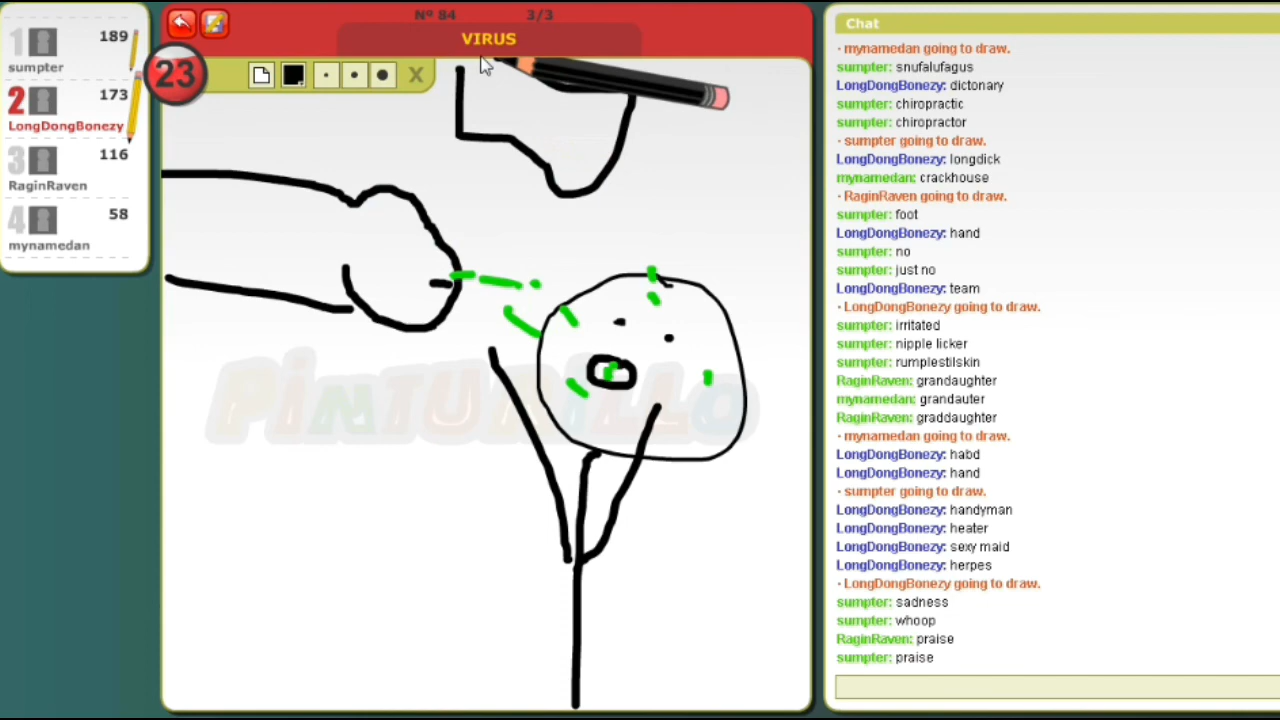 1
189
sumpter
2
173
LongDongBonezy
3
116
RaginRaven
4
58
mynamedan
23
Nº 84
3/3
VIRUS
X
PINTURILLO
Chat
· mynamedan going to draw.
sumpter: snufalufagus
LongDongBonezy: dictonary
sumpter: chiropractic
sumpter: chiropractor
· sumpter going to draw.
LongDongBonezy: longdick
mynamedan: crackhouse
· RaginRaven going to draw.
sumpter: foot
LongDongBonezy: hand
sumpter: no
sumpter: just no
LongDongBonezy: team
· LongDongBonezy going to draw.
sumpter: irritated
sumpter: nipple licker
sumpter: rumplestilskin
RaginRaven: grandaughter
mynamedan: grandauter
RaginRaven: graddaughter
· mynamedan going to draw.
LongDongBonezy: habd
LongDongBonezy: hand
· sumpter going to draw.
LongDongBonezy: handyman
LongDongBonezy: heater
LongDongBonezy: sexy maid
LongDongBonezy: herpes
· LongDongBonezy going to draw.
sumpter: sadness
sumpter: whoop
RaginRaven: praise
sumpter: praise